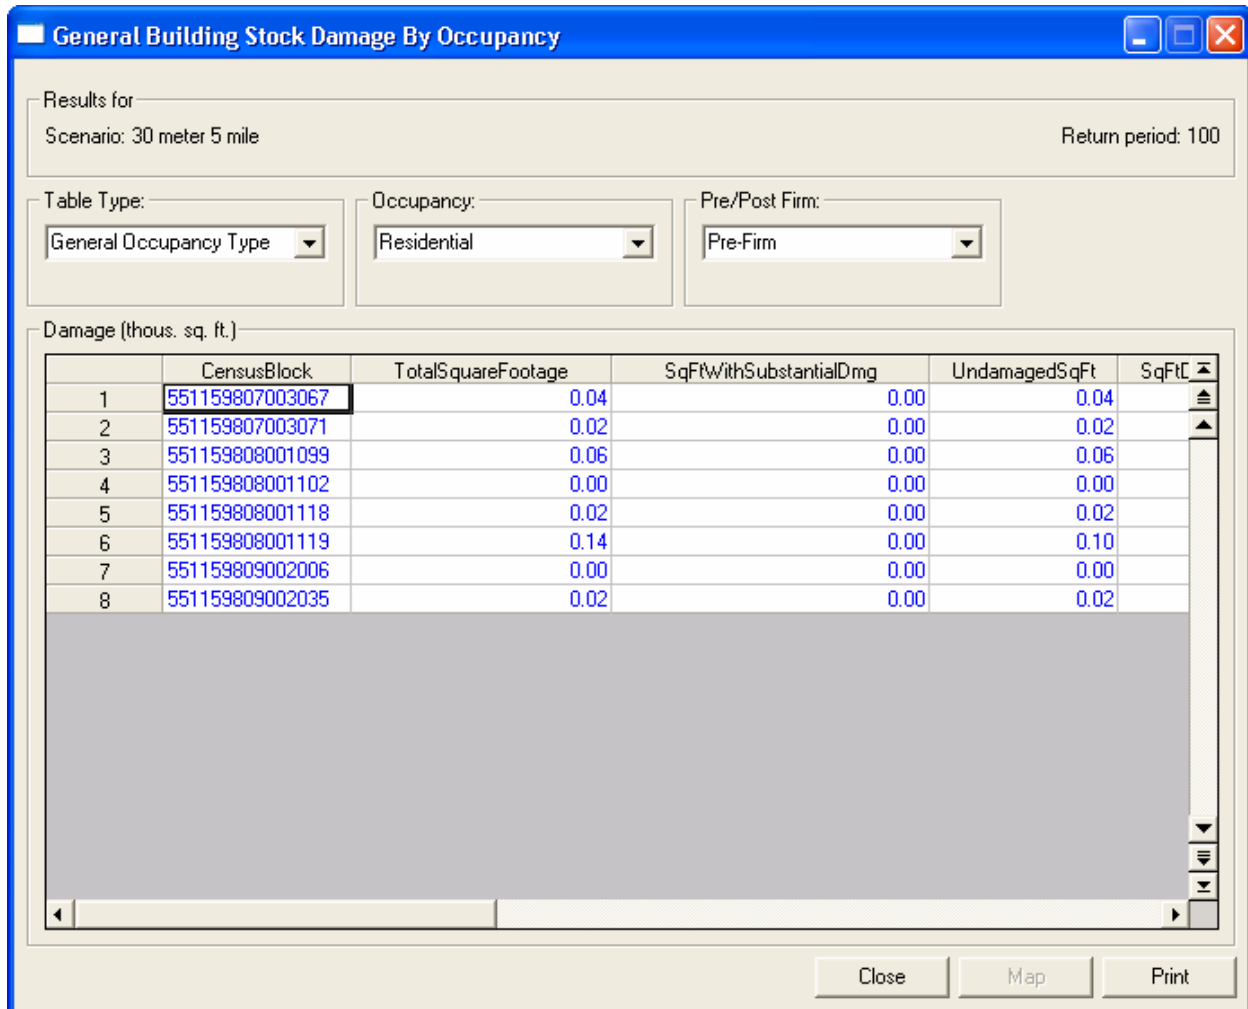 General Building Stock Damage By Occupancy
Results for
Scenario: 30 meter 5 mile Return period: 100
Table Type: Occupancy: Pre/Post Firm:
General Occupancy Type Residential Pre-Firm
Damage (thous. sq. ft.)
CensusBlock TotalSquareFootage SqFtWithSubstantialDmg UndamagedSqFt SqFtD
1 551159807003067 0.04 0.00 0.04
2 551159807003071 0.02 0.00 0.02
3 551159808001099 0.06 0.00 0.06
4 551159808001102 0.00 0.00 0.00
5 551159808001118 0.02 0.00 0.02
6 551159808001119 0.14 0.00 0.10
7 551159809002006 0.00 0.00 0.00
8 551159809002035 0.02 0.00 0.02
Close Map Print